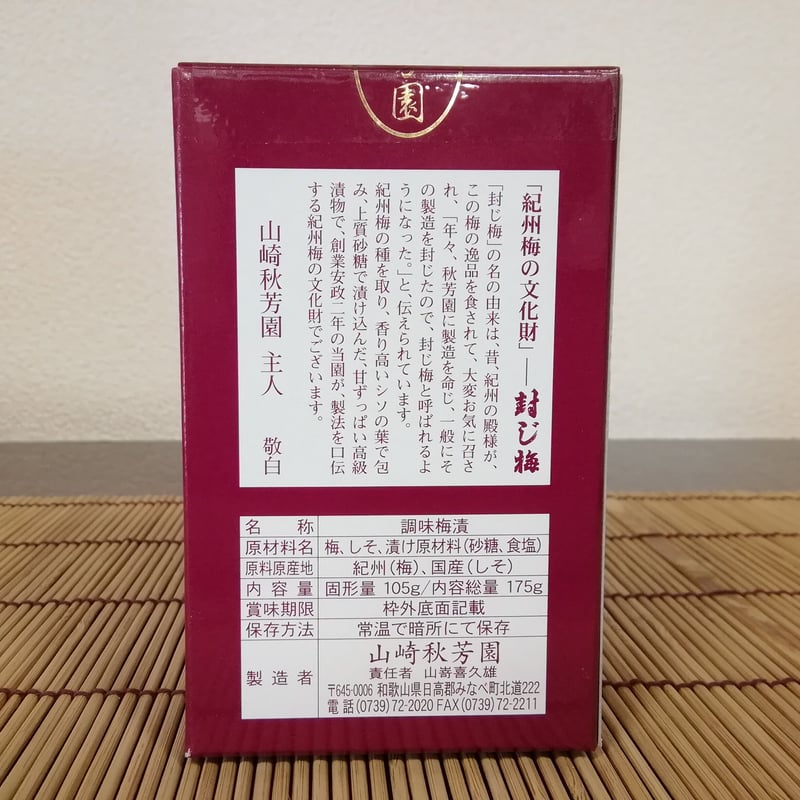 園
「紀州梅の文化財」―封じ梅
「封じ梅」の名の由来は、昔、紀州の殿様が、
この梅の逸品を食されて、大変お気に召さ
れ、「年々、秋芳園に製造を命じ、一般にそ
の製造を封じたので、封じ梅と呼ばれるよ
うになった。」と、伝えられています。
紀州梅の種を取り、香り高いシソの葉で包
み、上質砂糖で漬け込んだ、甘ずっぱい高級
漬物で、創業安政二年の当園が、製法を口伝
する紀州梅の文化財でございます。
山崎秋芳園 主人 敬白
名称 調味梅漬
原材料名 梅、しそ、漬け原材料(砂糖、食塩)
原料原産地 紀州(梅)、国産(しそ)
内容量 固形量 105g/内容総量 175g
賞味期限 枠外底面記載
保存方法 常温で暗所にて保存
製造者 山崎秋芳園
責任者 山嵜喜久雄
〒645-0006 和歌山県日高郡みなべ町北道222
電話(0739)72-2020 FAX(0739)72-2211